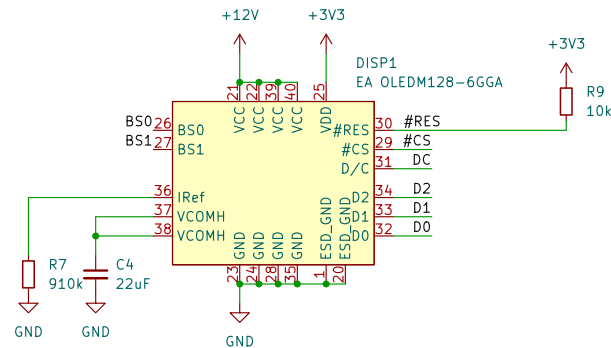 +12V
+3V3
+3V3
DISP1
EA OLEDM128-6GGA
R9
10k
21
22
39
40
25
VCC
VCC
VCC
VCC
VDD
BS0
26
BS0
BS1
27
BS1
#RES
30
#RES
#CS
29
#CS
D/C
31
DC
36
IRef
37
VCOMH
38
VCOMH
D2
34
D2
D1
33
D1
D0
32
D0
GND
GND
GND
GND
ESD_GND
ESD_GND
23
24
28
35
1
20
R7
910k
C4
22uF
GND
GND
GND